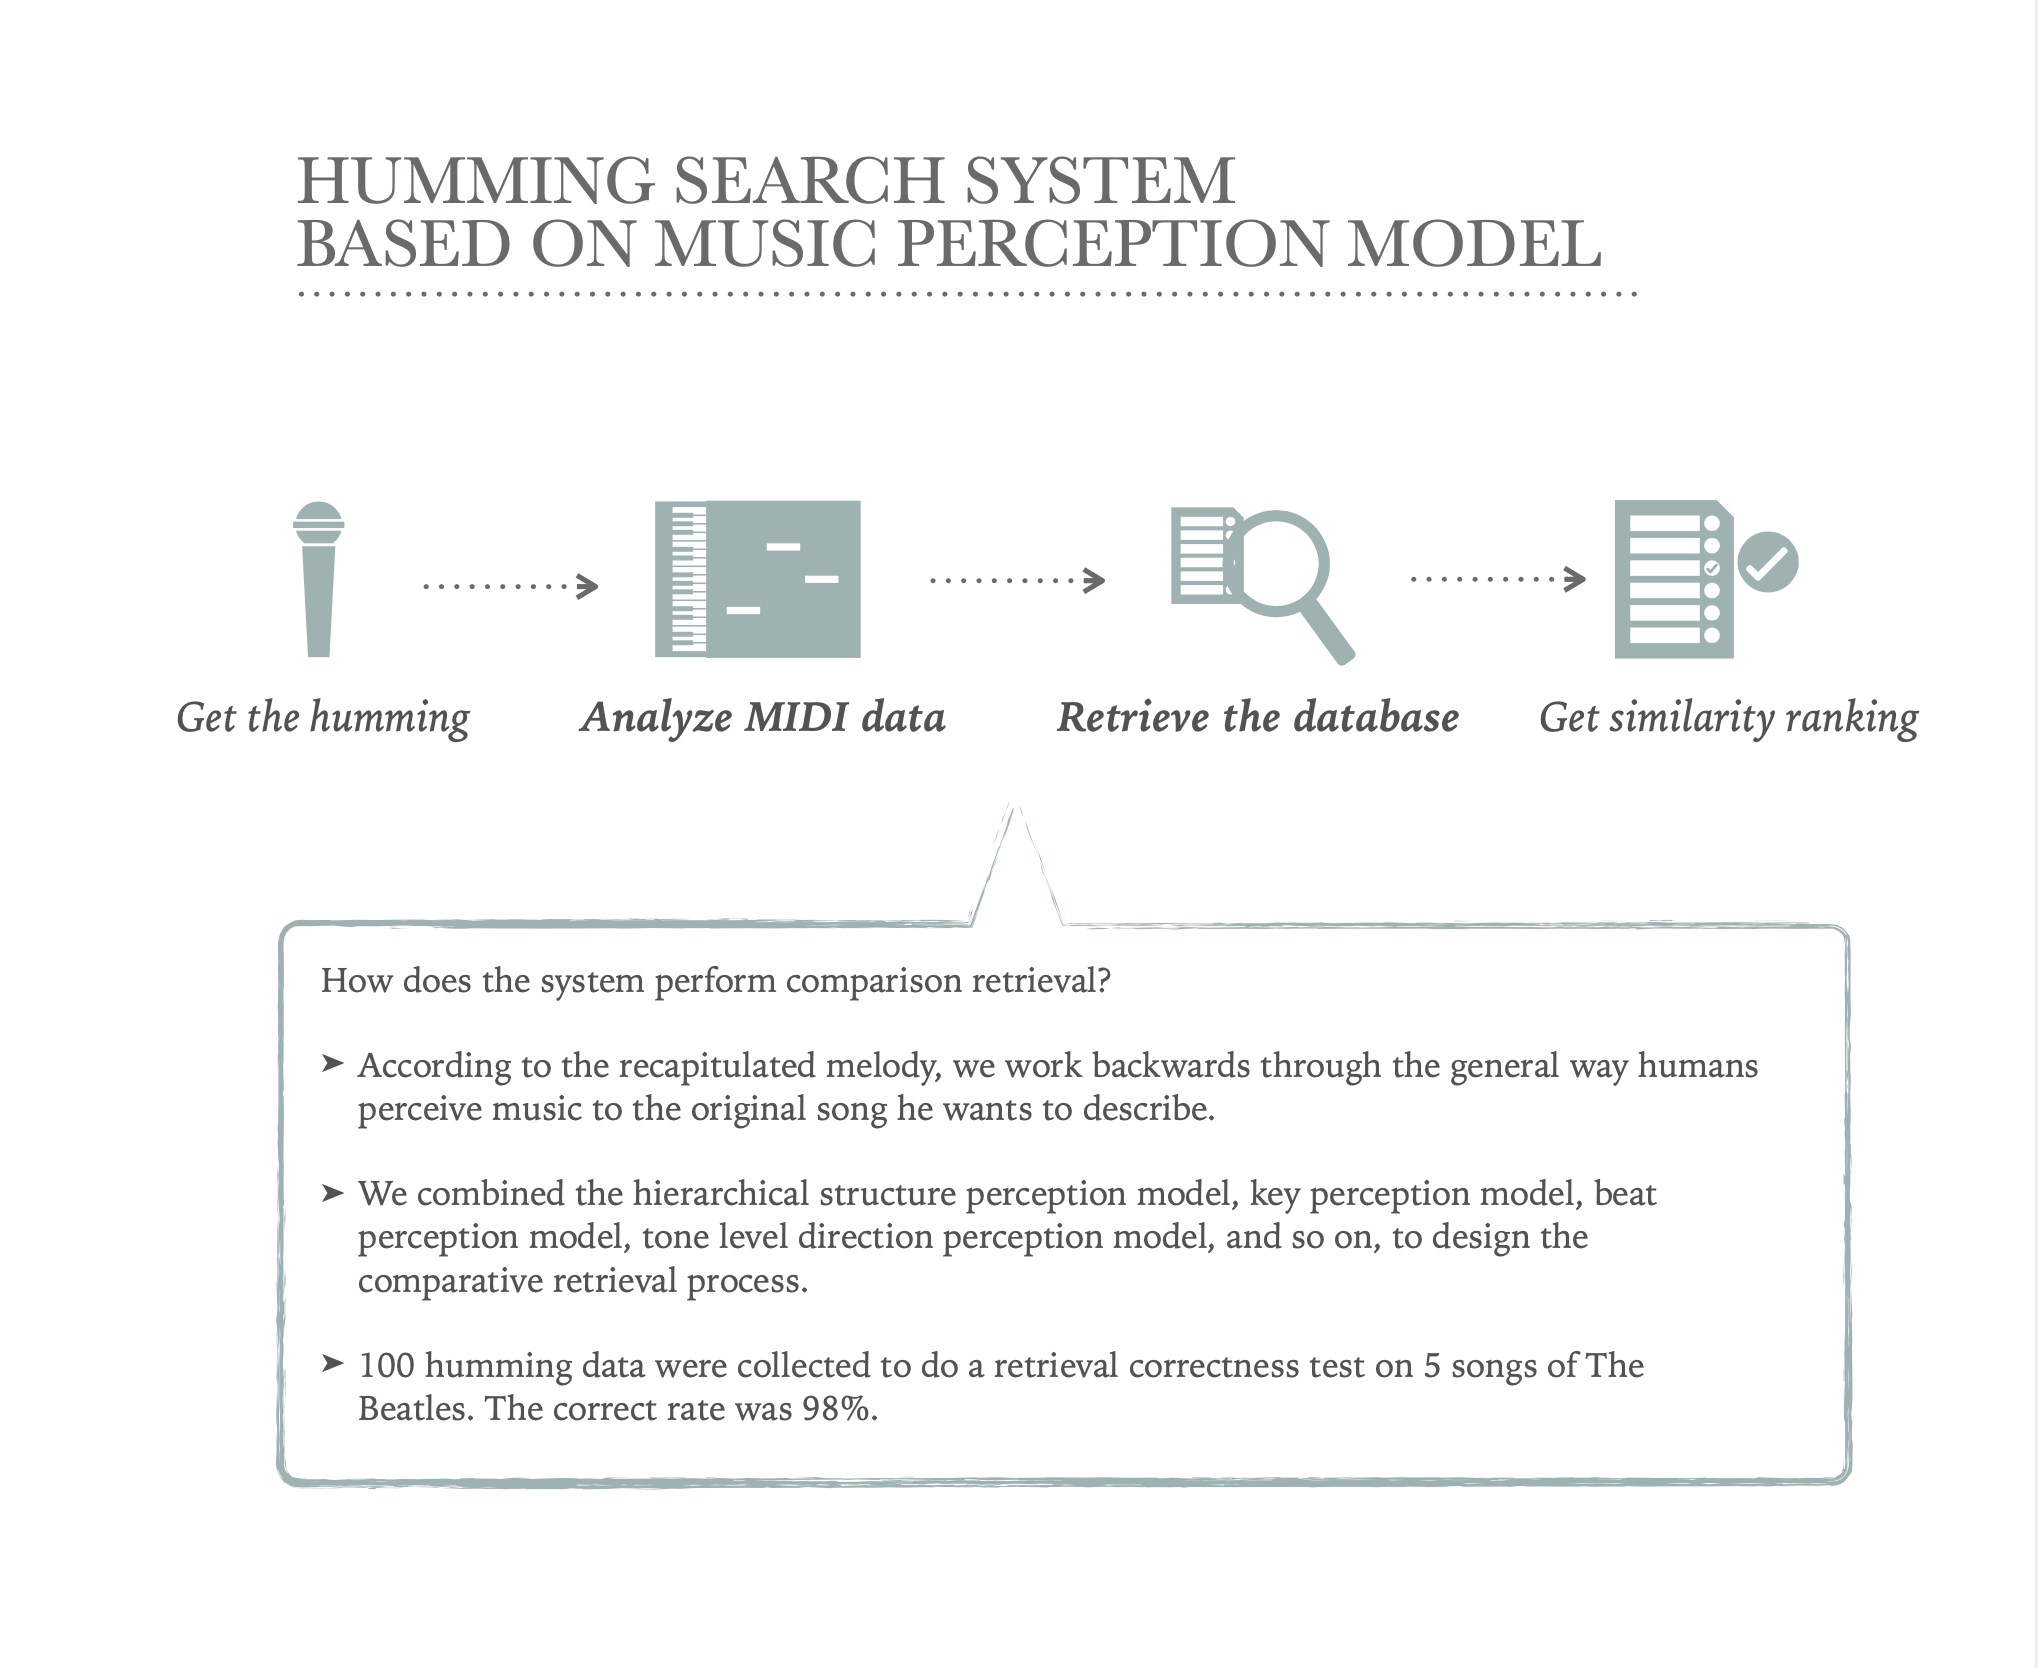 HUMMING SEARCH SYSTEM
BASED ON MUSIC PERCEPTION MODEL
Get the humming
Analyze MIDI data
Retrieve the database
Get similarity ranking
How does the system perform comparison retrieval?
➤ According to the recapitulated melody, we work backwards through the general way humans
perceive music to the original song he wants to describe.
➤ We combined the hierarchical structure perception model, key perception model, beat
perception model, tone level direction perception model, and so on, to design the
comparative retrieval process.
➤ 100 humming data were collected to do a retrieval correctness test on 5 songs of The
Beatles. The correct rate was 98%.